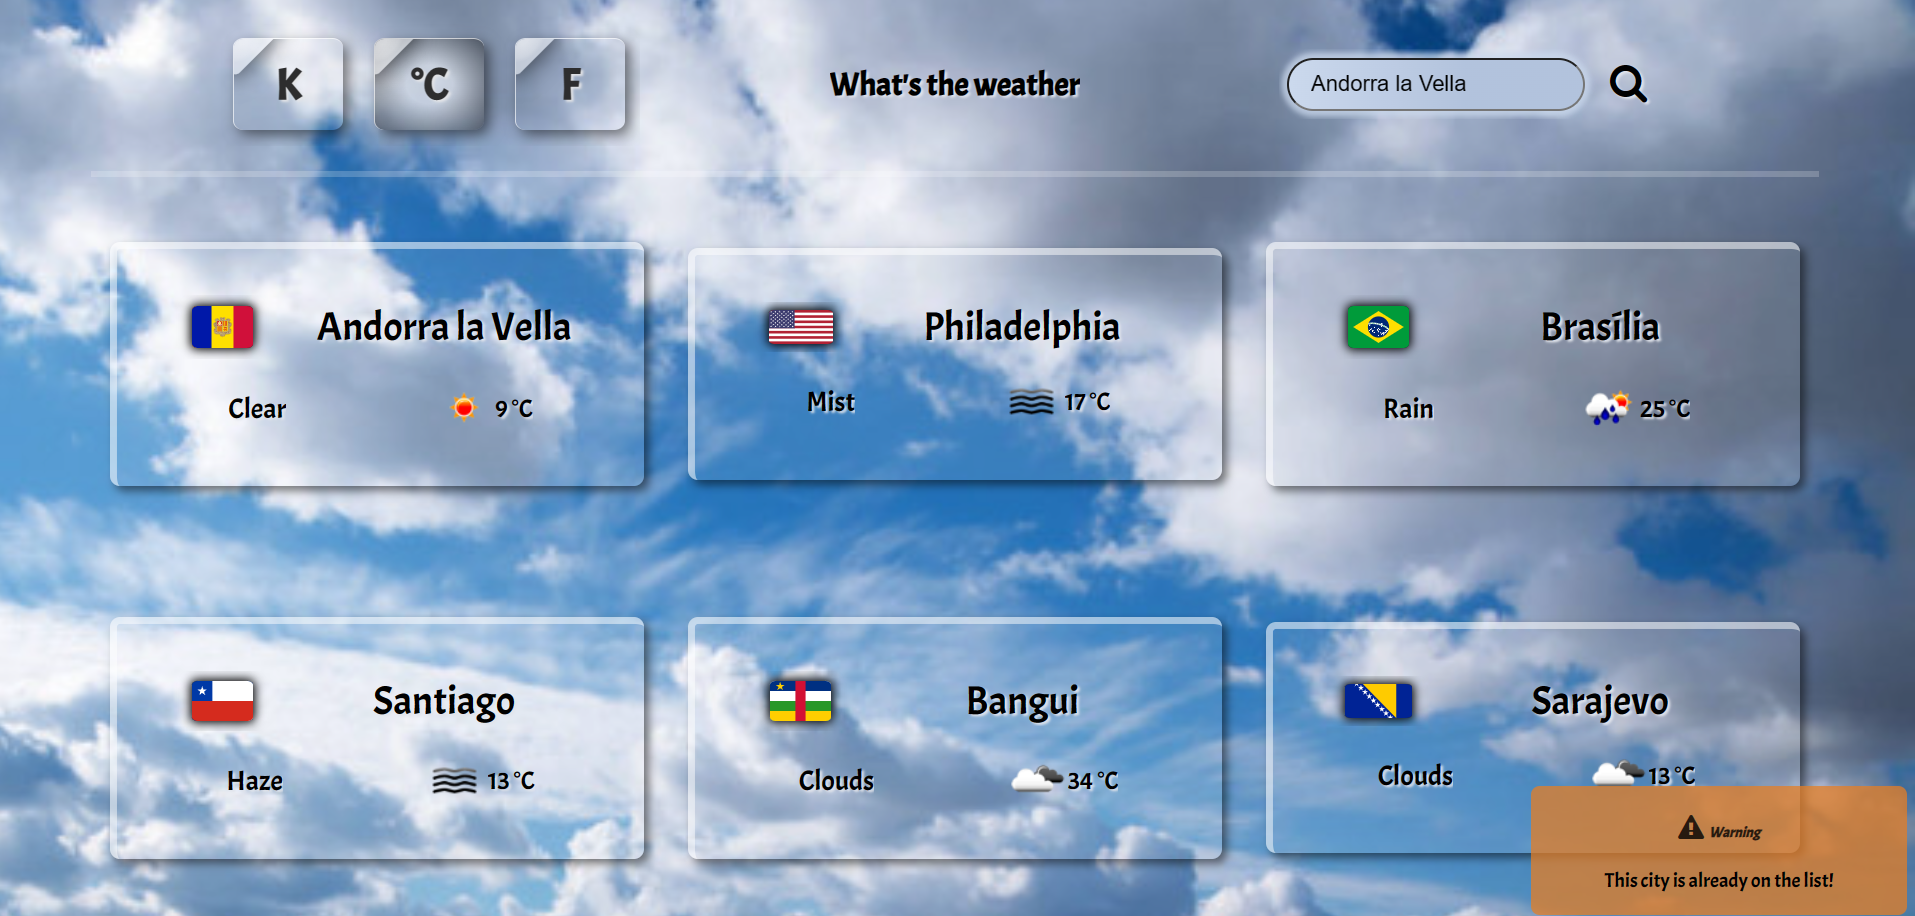 K
°C
F
What's the weather
Andorra la Vella
Andorra la Vella
Clear
9 °C
Philadelphia
Mist
17 °C
Brasília
Rain
25 °C
Santiago
Haze
13 °C
Bangui
Clouds
34 °C
Sarajevo
Clouds
13 °C
Warning
This city is already on the list!